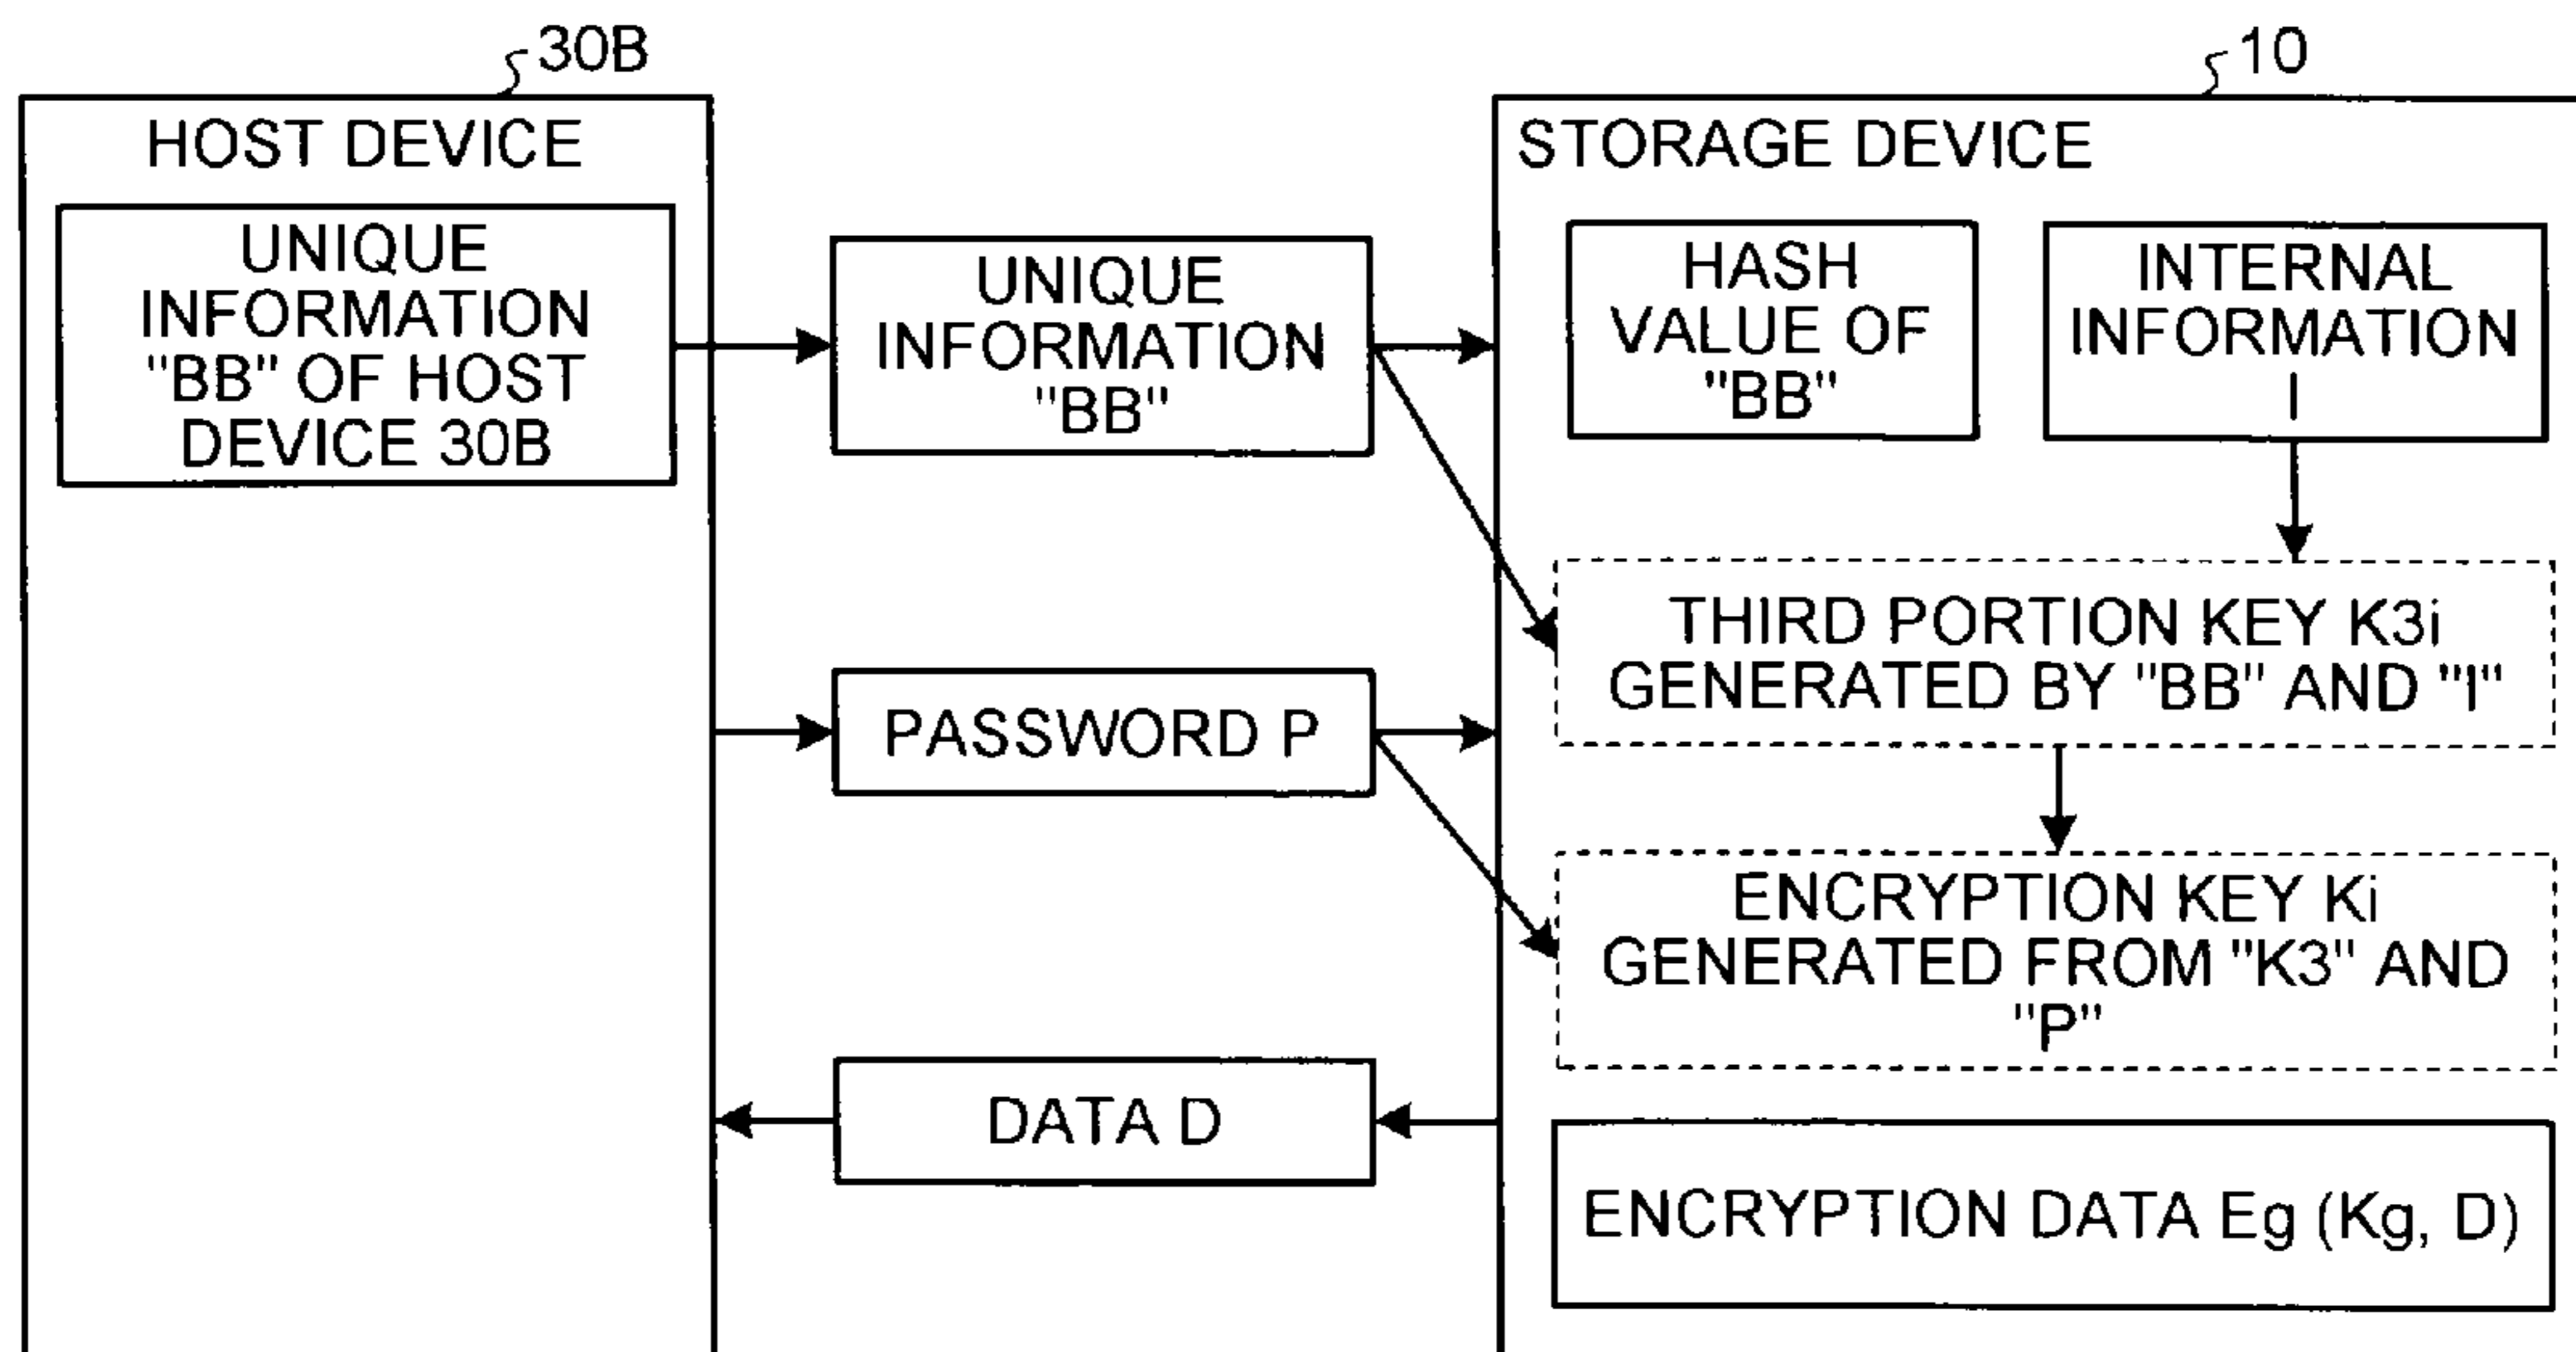 30B
10
HOST DEVICE
UNIQUE
INFORMATION
"BB" OF HOST
DEVICE 30B
UNIQUE
INFORMATION
"BB"
PASSWORD P
DATA D
STORAGE DEVICE
HASH
VALUE OF
"BB"
INTERNAL
INFORMATION
I
THIRD PORTION KEY K3i
GENERATED BY "BB" AND "I"
ENCRYPTION KEY Ki
GENERATED FROM "K3" AND
"P"
ENCRYPTION DATA Eg (Kg, D)